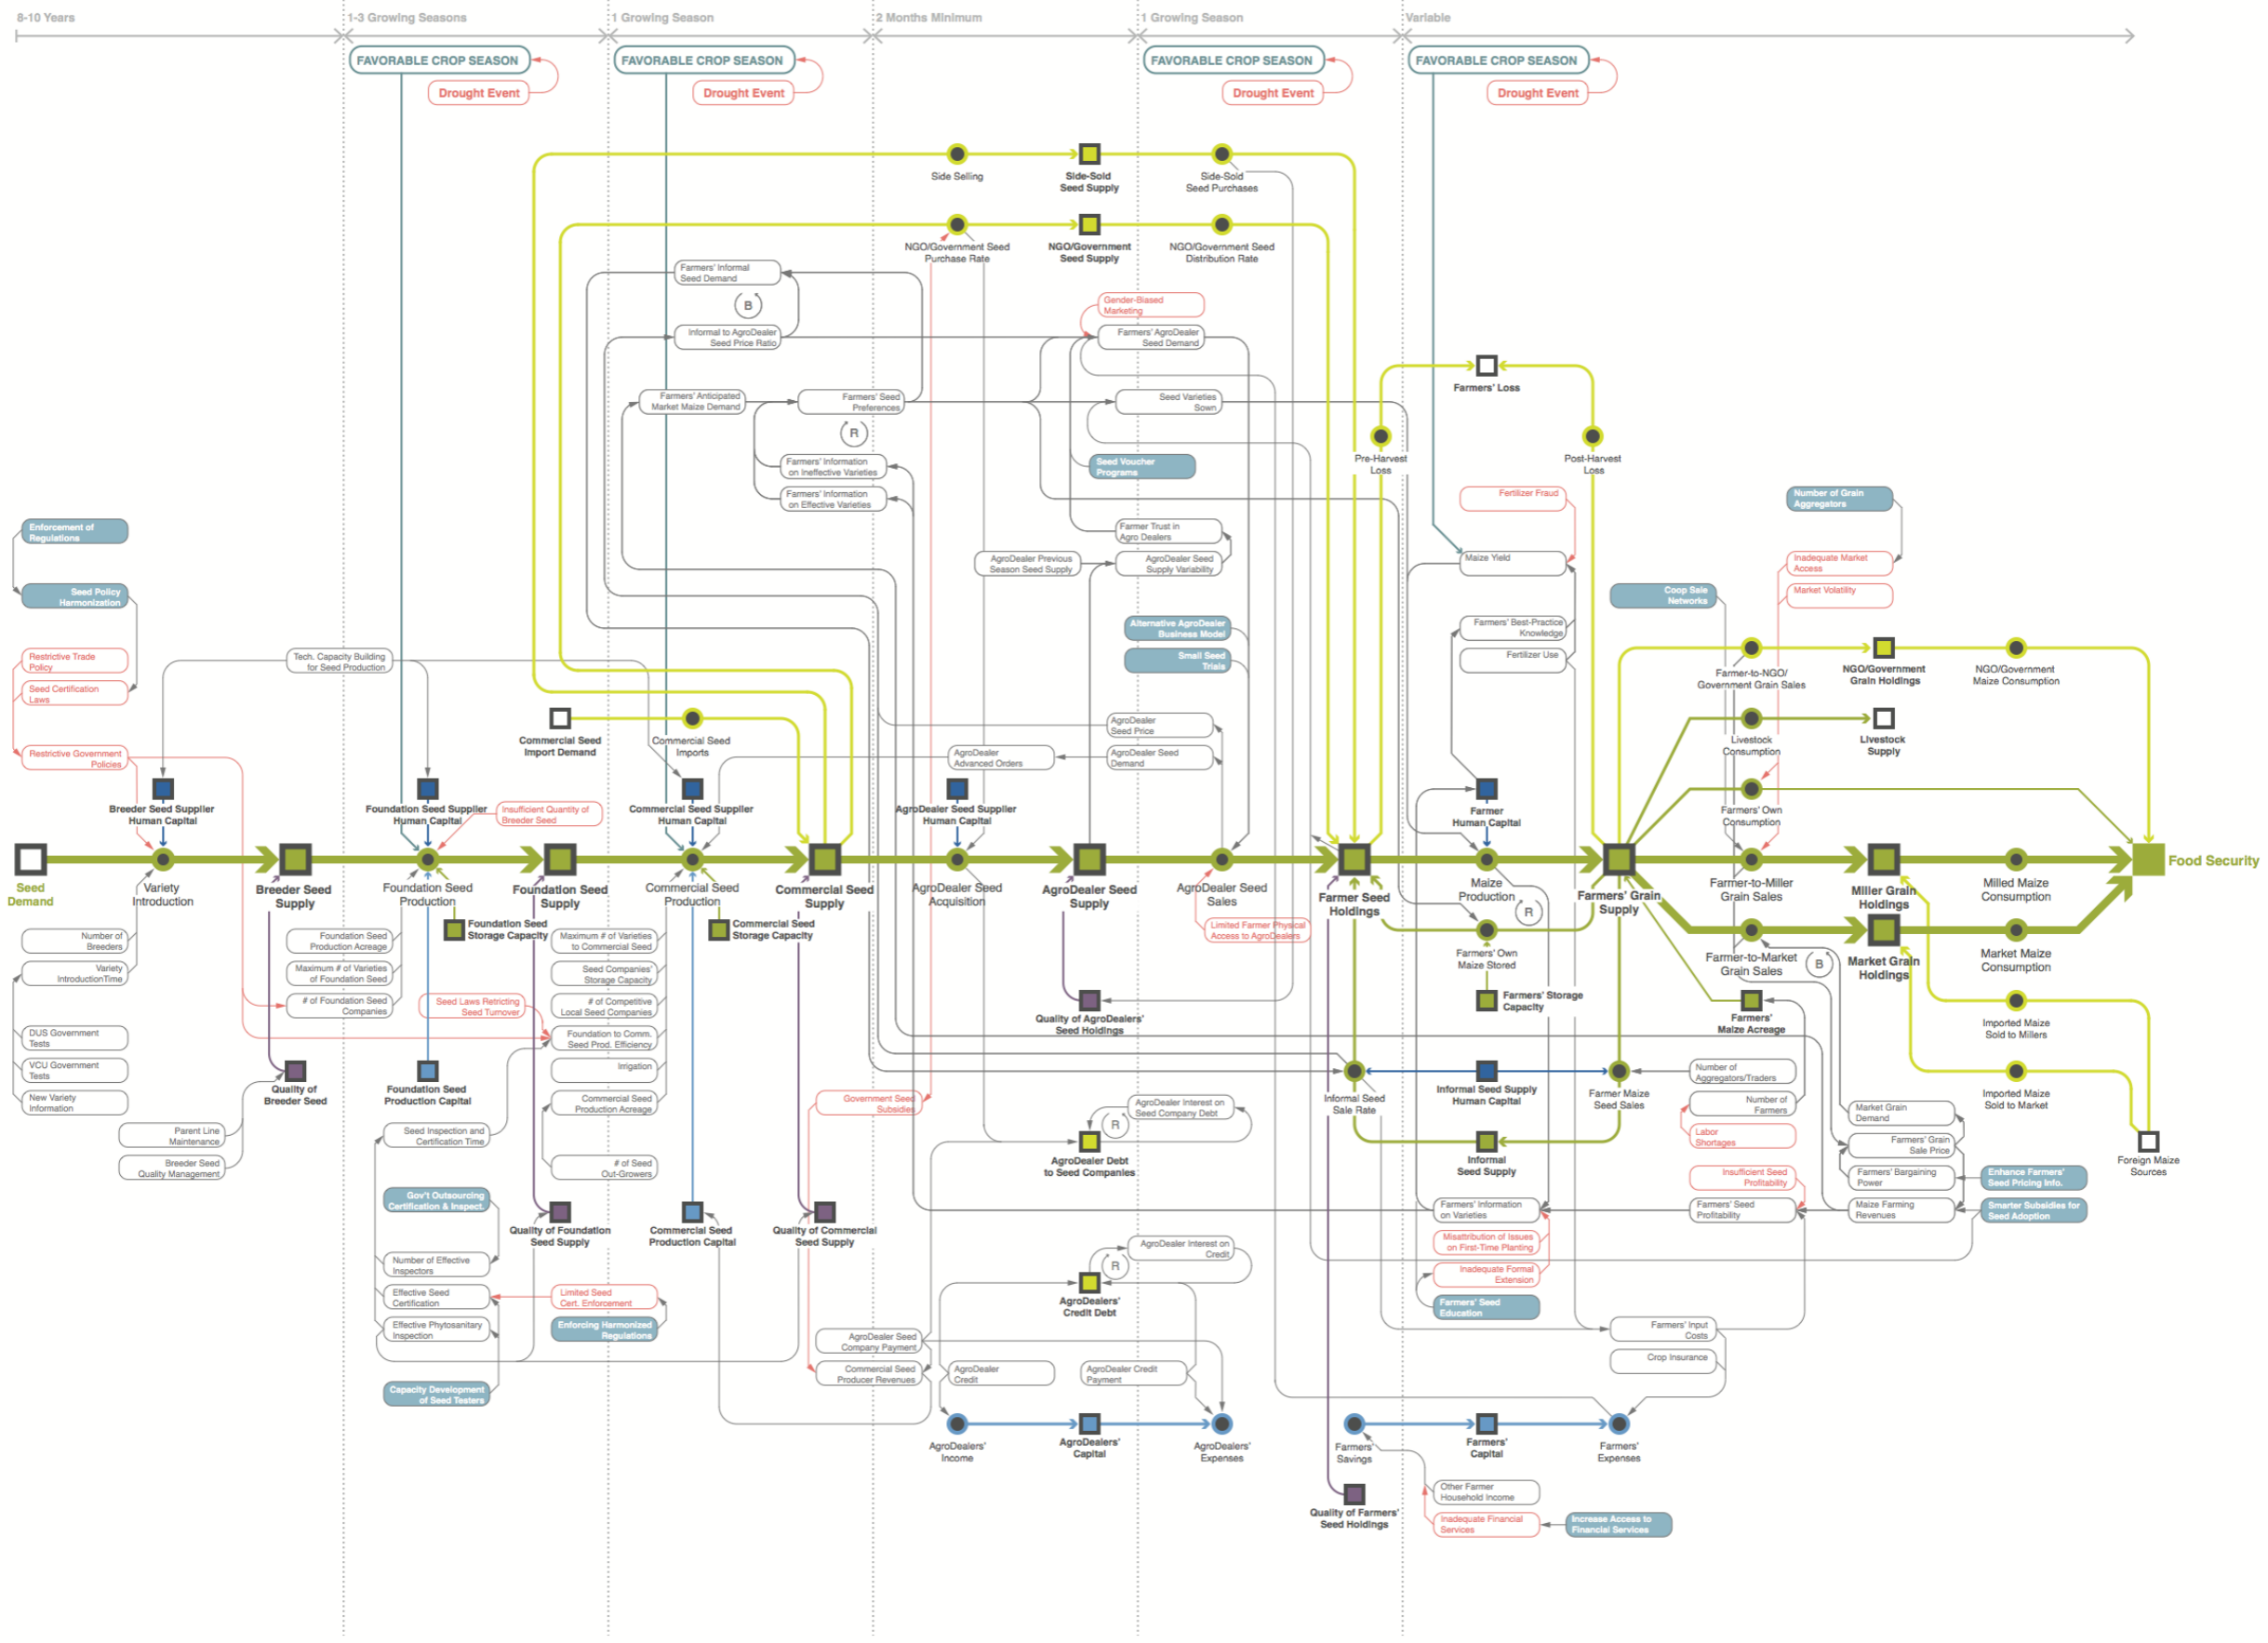 8-10 Years
1-3 Growing Seasons
1 Growing Season
2 Months Minimum
1 Growing Season
Variable
FAVORABLE CROP SEASON
Drought Event
FAVORABLE CROP SEASON
Drought Event
FAVORABLE CROP SEASON
Drought Event
FAVORABLE CROP SEASON
Drought Event
Side Selling
Side-Sold
Seed Supply
Side-Sold
Seed Purchases
NGO/Government Seed
Purchase Rate
NGO/Government
Seed Supply
NGO/Government Seed
Distribution Rate
Farmers' Informal
Seed Demand
B
Gender-Biased
Marketing
Informal to AgroDealer
Seed Price Ratio
Farmers' AgroDealer
Seed Demand
Farmers' Loss
Farmers' Anticipated
Market Maize Demand
Farmers' Seed
Preferences
Seed Varieties
Sown
R
Farmers' Information
on Ineffective Varieties
Seed Voucher
Programs
Pre-Harvest
Loss
Post-Harvest
Loss
Farmers' Information
on Effective Varieties
Fertilizer Fraud
Number of Grain
Aggregators
Enforcement of
Regulations
Farmer Trust in
Agro Dealers
AgroDealer Previous
Season Seed Supply
AgroDealer Seed
Supply Variability
Maize Yield
Inadequate Market
Access
Seed Policy
Harmonization
Coop Sale
Networks
Market Volatility
Alternative AgroDealer
Business Model
Farmers' Best-Practice
Knowledge
Restrictive Trade
Policy
Tech. Capacity Building
for Seed Production
Small Seed
Trials
Fertilizer Use
Farmer-to-NGO/
Government Grain Sales
NGO/Government
Grain Holdings
NGO/Government
Maize Consumption
Seed Certification
Laws
AgroDealer
Seed Price
Commercial Seed
Import Demand
Commercial Seed
Imports
Livestock
Consumption
Livestock
Supply
Restrictive Government
Policies
AgroDealer
Advanced Orders
AgroDealer Seed
Demand
Breeder Seed Supplier
Human Capital
Foundation Seed Supplier
Human Capital
Insufficient Quantity of
Breeder Seed
Commercial Seed Supplier
Human Capital
AgroDealer Seed Supplier
Human Capital
Farmer
Human Capital
Farmers' Own
Consumption
Seed
Demand
Variety
Introduction
Breeder Seed
Supply
Foundation Seed
Production
Foundation Seed
Supply
Commercial Seed
Production
Commercial Seed
Supply
AgroDealer Seed
Acquisition
AgroDealer Seed
Supply
AgroDealer Seed
Sales
Farmer Seed
Holdings
Maize
Production
R
Farmers' Grain
Supply
Farmer-to-Miller
Grain Sales
Miller Grain
Holdings
Milled Maize
Consumption
Food Security
Number of
Breeders
Foundation Seed
Production Acreage
Foundation Seed
Storage Capacity
Maximum # of Varieties
to Commercial Seed
Commercial Seed
Storage Capacity
Limited Farmer Physical
Access to AgroDealers
Farmers' Own
Maize Stored
Farmer-to-Market
Grain Sales
B
Market Grain
Holdings
Market Maize
Consumption
Variety
IntroductionTime
Maximum # of Varieties
of Foundation Seed
Seed Companies'
Storage Capacity
# of Foundation Seed
Companies
Seed Laws Retricting
Seed Turnover
# of Competitive
Local Seed Companies
Quality of AgroDealers'
Seed Holdings
Farmers' Storage
Capacity
Farmers'
Maize Acreage
Imported Maize
Sold to Millers
DUS Government
Tests
Foundation to Comm.
Seed Prod. Efficiency
VCU Government
Tests
Quality of
Breeder Seed
Foundation Seed
Production Capital
Irrigation
Informal Seed
Sale Rate
Informal Seed Supply
Human Capital
Farmer Maize
Seed Sales
Number of
Aggregators/Traders
Imported Maize
Sold to Market
New Variety
Information
Commercial Seed
Production Acreage
Government Seed
Subsidies
AgroDealer Interest on
Seed Company Debt
R
Number of
Farmers
Market Grain
Demand
Parent Line
Maintenance
Seed Inspection and
Certification Time
AgroDealer Debt
to Seed Companies
Informal
Seed Supply
Labor
Shortages
Farmers' Grain
Sale Price
Foreign Maize
Sources
Breeder Seed
Quality Management
# of Seed
Out-Growers
Insufficient Seed
Profitability
Farmers' Bargaining
Power
Enhance Farmers'
Seed Pricing Info.
Gov't Outsourcing
Certification & Inspect.
Quality of Foundation
Seed Supply
Commercial Seed
Production Capital
Quality of Commercial
Seed Supply
Farmers' Information
on Varieties
Farmers' Seed
Profitability
Maize Farming
Revenues
Smarter Subsidies for
Seed Adoption
Misattribution of Issues
on First-Time Planting
Number of Effective
Inspectors
AgroDealer Interest on
Credit
R
Inadequate Formal
Extension
Effective Seed
Certification
Limited Seed
Cert. Enforcement
AgroDealers'
Credit Debt
Farmers' Seed
Education
Effective Phytosanitary
Inspection
Enforcing Harmonized
Regulations
AgroDealer Seed
Company Payment
Farmers' Input
Costs
Commercial Seed
Producer Revenues
AgroDealer
Credit
AgroDealer Credit
Payment
Crop Insurance
Capacity Development
of Seed Testers
AgroDealers'
Income
AgroDealers'
Capital
AgroDealers'
Expenses
Farmers'
Savings
Farmers'
Capital
Farmers'
Expenses
Quality of Farmers'
Seed Holdings
Other Farmer
Household Income
Inadequate Financial
Services
Increase Access to
Financial Services